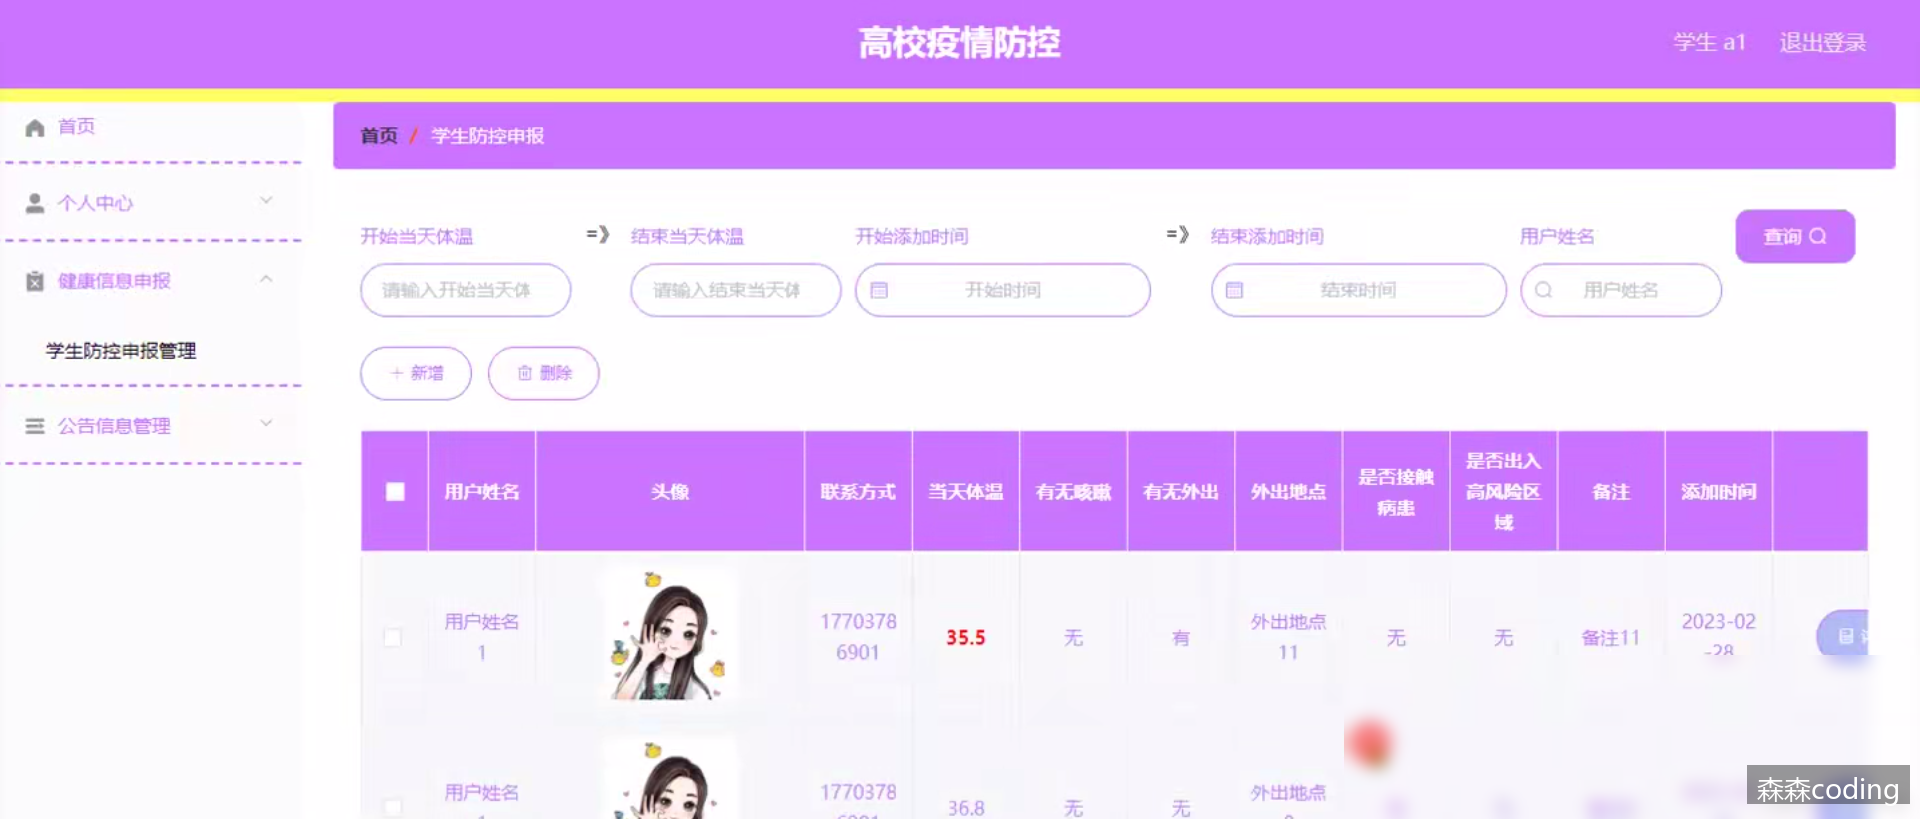 高校疫情防控
学生 a1 退出登录
首页
个人中心
健康信息申报
学生防控申报管理
公告信息管理
首页 / 学生防控申报
开始当天体温 =》 结束当天体温 开始添加时间 =》 结束添加时间 用户姓名 查询
请输入开始当天体 请输入结束当天体 开始时间 结束时间 用户姓名
新增 删除
用户姓名 头像 联系方式 当天体温 有无咳嗽 有无外出 外出地点 是否接触病患 是否出入高风险区域 备注 添加时间
用户姓名 1770378 外出地点 2023-02
35.5 无 有 无 无 备注11
1 6901 11 -28
用户姓名 1770378 外出地点
36.8 无 无
森森coding